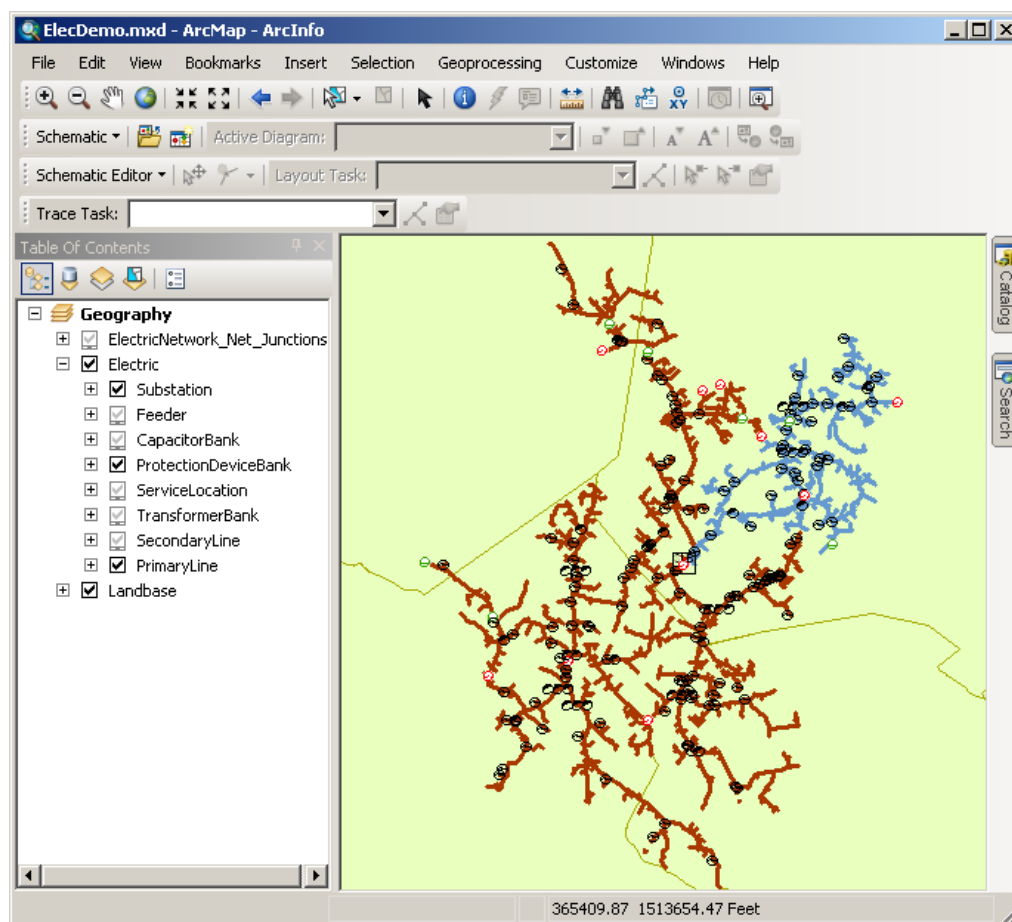 ElecDemo.mxd - ArcMap - ArcInfo
File Edit View Bookmarks Insert Selection Geoprocessing Customize Windows Help
XY
Schematic Active Diagram: A A
Schematic Editor Layout Task:
Trace Task:
Table Of Contents
Geography
ElectricNetwork_Net_Junctions
Electric
Substation
Feeder
CapacitorBank
ProtectionDeviceBank
ServiceLocation
TransformerBank
SecondaryLine
PrimaryLine
Landbase
Catalog
Search
365409.87 1513654.47 Feet